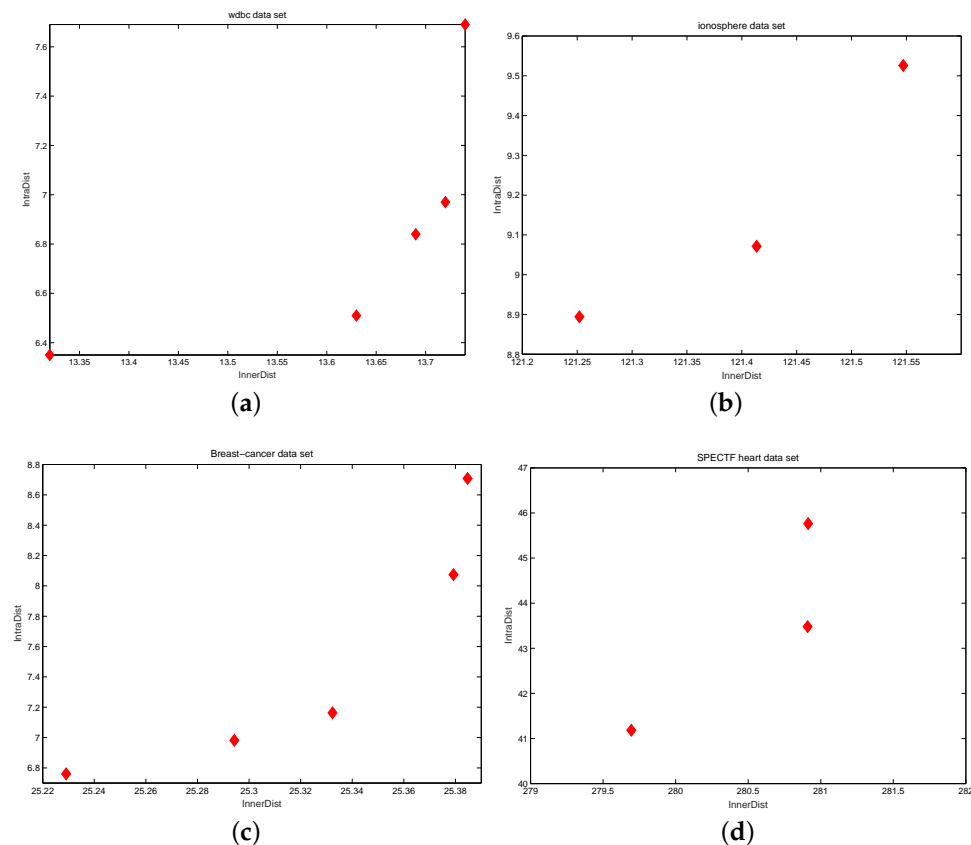 wdbc data set
7.6
7.4
7.2
7
6.8
6.6
6.4
IntraDist
13.35 13.4 13.45 13.5 13.55 13.6 13.65 13.7
InnerDist
(a)
ionosphere data set
9.6
9.5
9.4
9.3
9.2
9.1
9
8.9
8.8
IntraDist
121.2 121.25 121.3 121.35 121.4 121.45 121.5 121.55
InnerDist
(b)
Breast-cancer data set
8.8
8.6
8.4
8.2
8
7.8
7.6
7.4
7.2
7
6.8
IntraDist
25.22 25.24 25.26 25.28 25.3 25.32 25.34 25.36 25.38
InnerDist
(c)
SPECTF heart data set
47
46
45
44
43
42
41
40
IntraDist
279 279.5 280 280.5 281 281.5 282
InnerDist
(d)